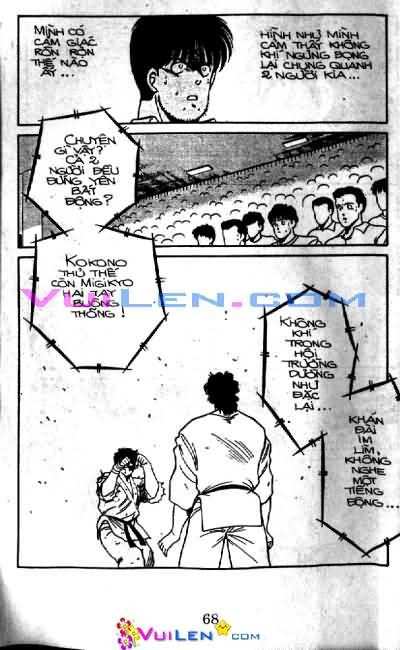 MÌNH CÓ
CẢM GIÁC
RỜN RỢN
THẾ NÀO
ẤY...
HÌNH NHƯ MÌNH
CẢM THẤY KHÔNG
KHÍ NGƯNG ĐỌNG
LẠI CHUNG QUANH
2 NGƯỜI KIA...
CHUYỆN
GÌ VẬY?
CẢ 2
NGƯỜI ĐỀU
ĐỨNG YÊN
BẤT
ĐỘNG?
KOKONO
THỦ THẾ
CÒN MIGIKYO
HAI TAY
BUÔNG
THÕNG!
VUILEN.COM
KHÔNG
KHÍ
TRONG
HỘI
TRƯỜNG
DƯỜNG
NHƯ
ĐẶC
LẠI...
KHÁN
ĐÀI
IM
LÌM,
KHÔNG
NGHE
MỘT
TIẾNG
ĐỘNG...
68
VUILEN.COM